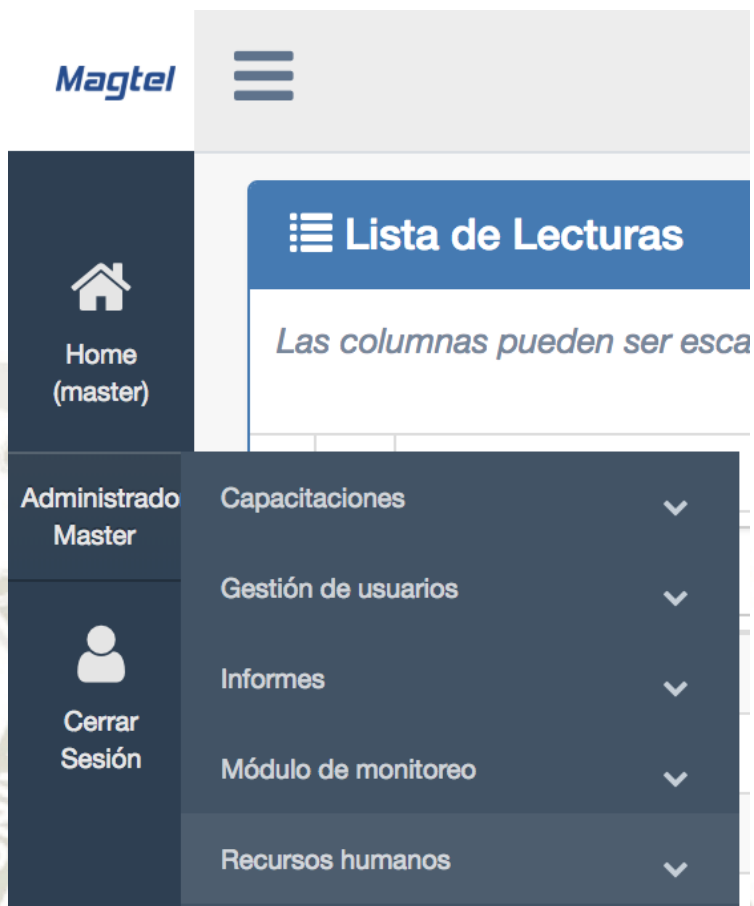 Magtel
Lista de Lecturas
Las columnas pueden ser esca
Home
(master)
Administrado
Master
Cerrar
Sesión
Capacitaciones
Gestión de usuarios
Informes
Módulo de monitoreo
Recursos humanos